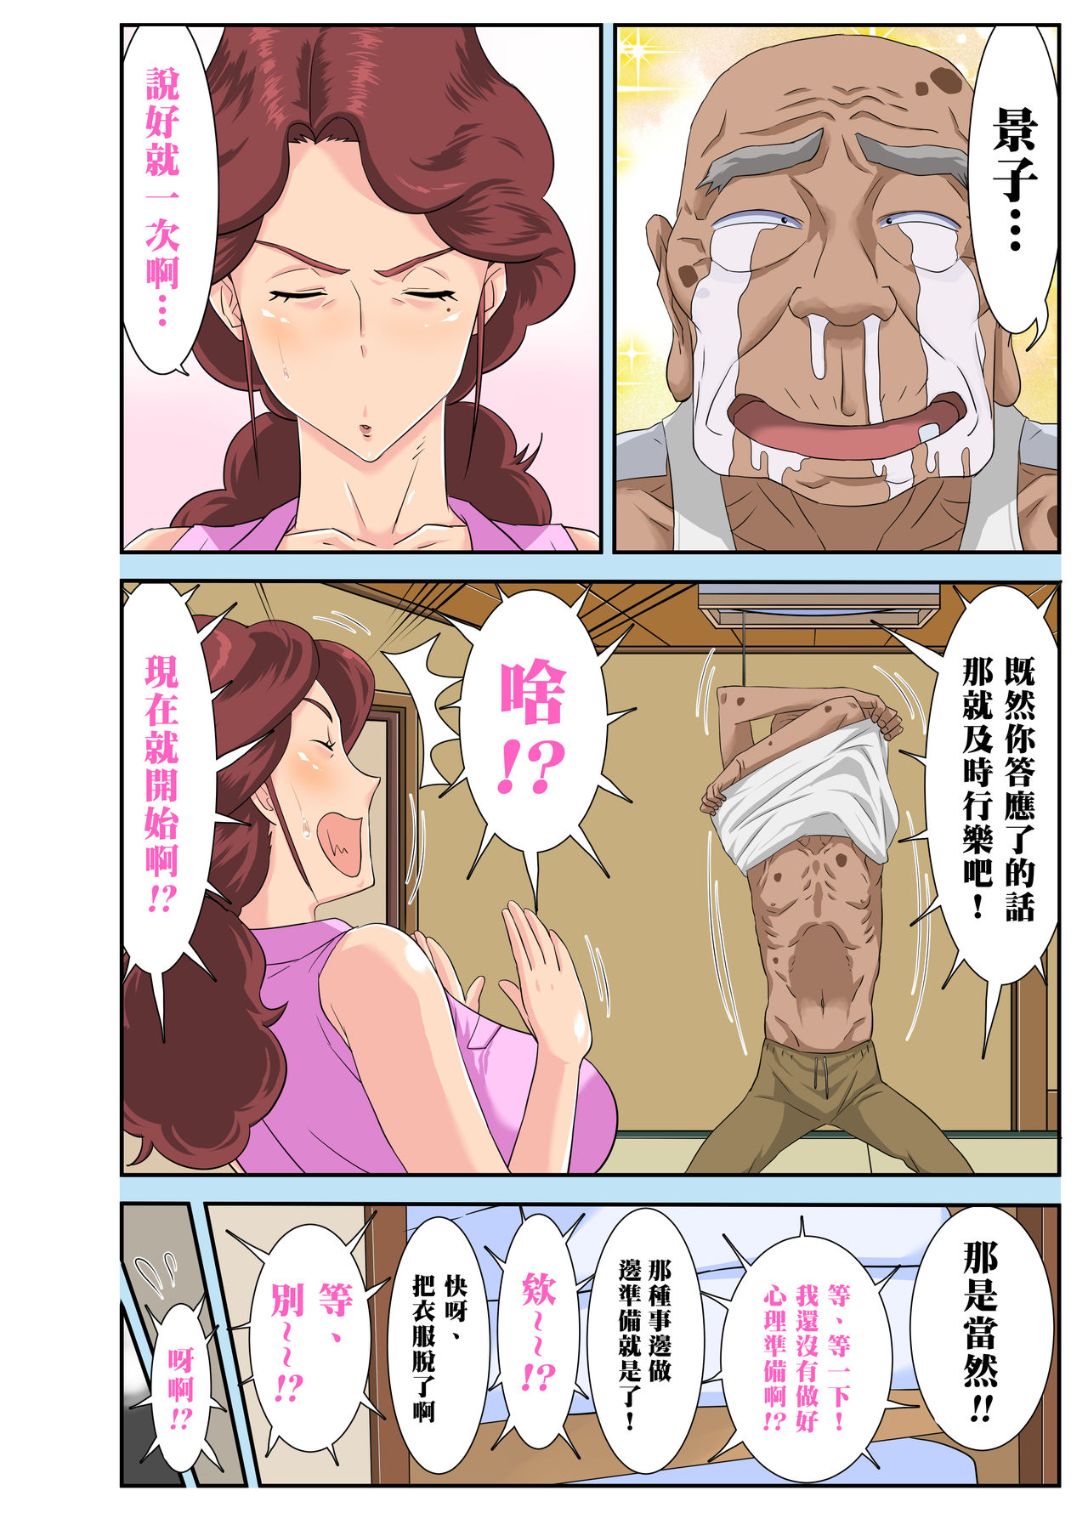 景子…
說好就一次啊…
既然你答應了的話
那就及時行樂吧！
啥!?
現在就開始啊!?
那是當然!!
等、等一下！
我還沒有做好
心理準備啊!?
那種事邊做
邊準備就是了！
欸～～!?
快呀、
把衣服脫了啊
等、
別～～!?
呀啊!?